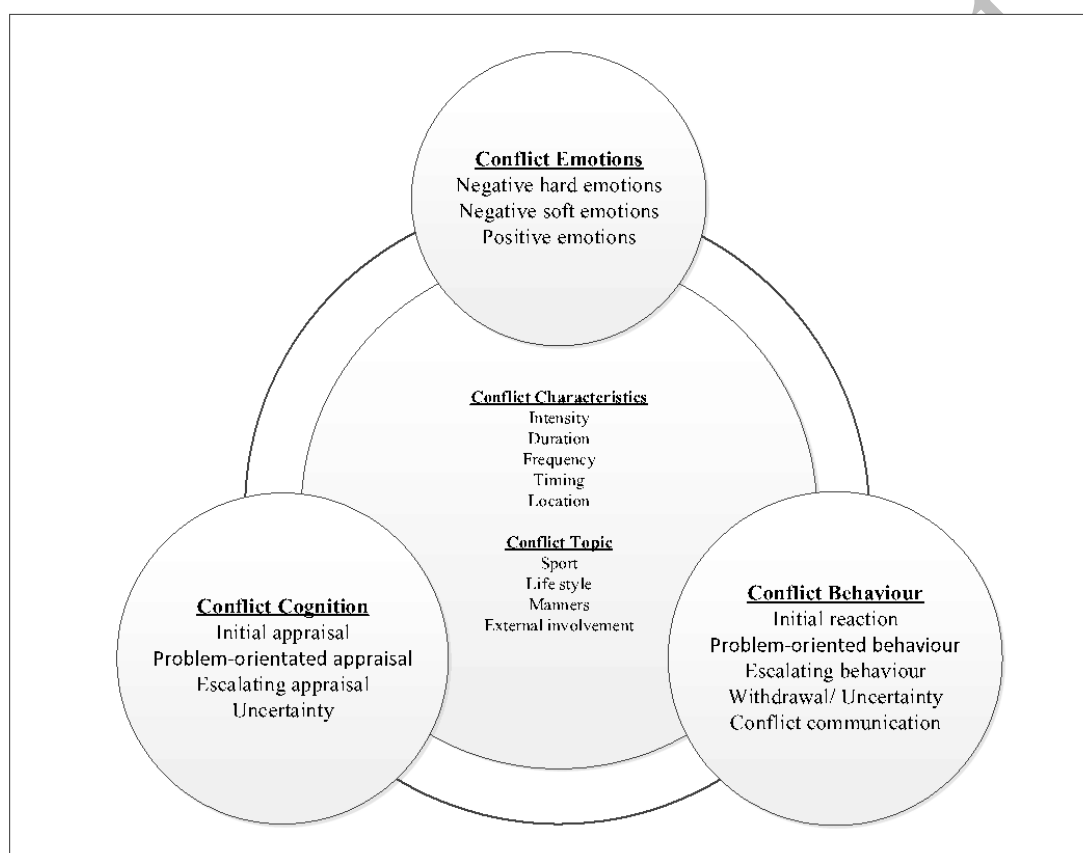 Conflict Emotions
Negative hard emotions
Negative soft emotions
Positive emotions
Conflict Characteristics
Intensity
Duration
Frequency
Timing
Location
Conflict Topic
Sport
Life style
Manners
External involvement
Conflict Cognition
Initial appraisal
Problem-orientated appraisal
Escalating appraisal
Uncertainty
Conflict Behaviour
Initial reaction
Problem-oriented behaviour
Escalating behaviour
Withdrawal/ Uncertainty
Conflict communication